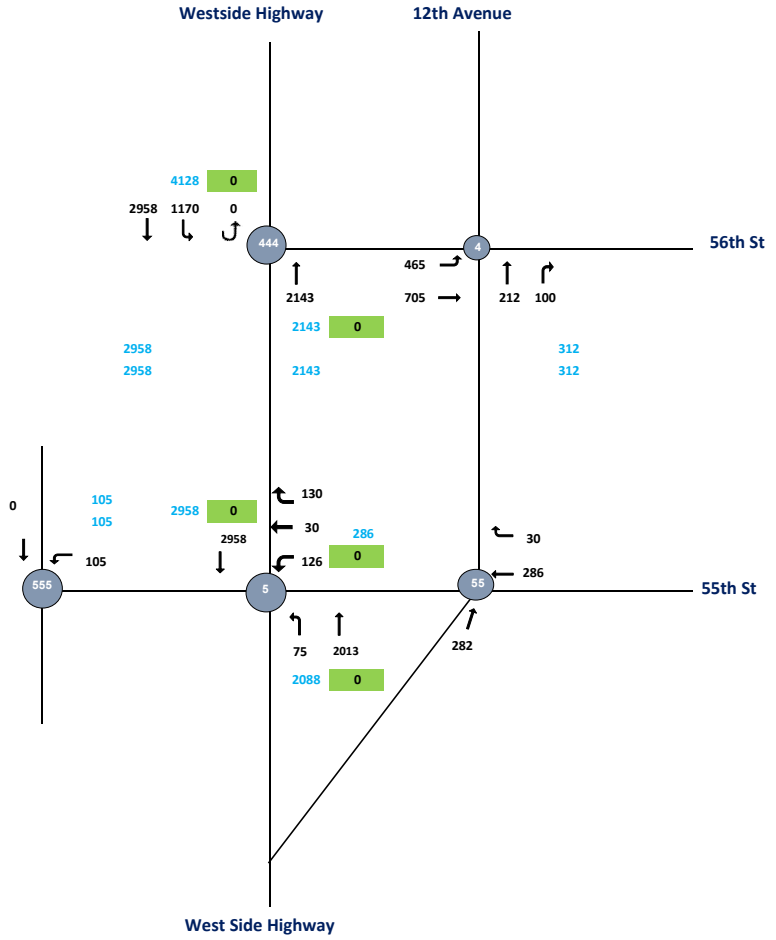 Westside Highway 12th Avenue
4128 0
2958 1170 0
444 4 56th St
465
2143 705 212 100
2143 0
2958 312
2958 2143 312
130
105 2958 0
0 105 30 286 30
2958 0
105 126 286
555 5 55 55th St
75 2013 282
2088 0
West Side Highway